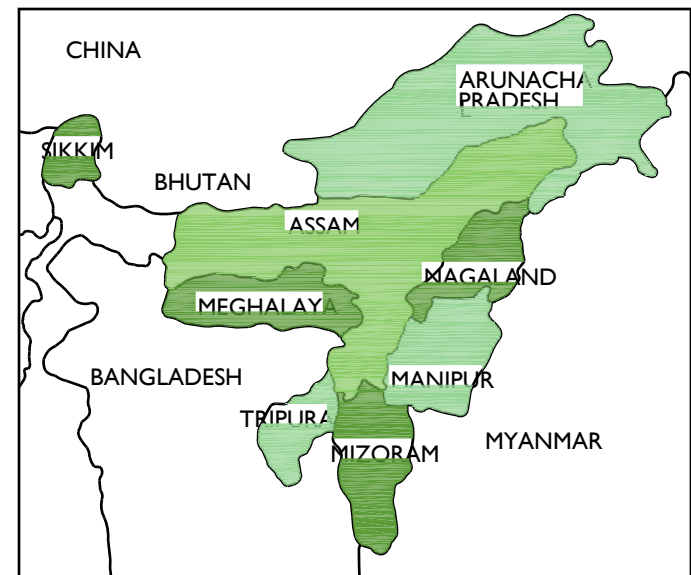 CHINA
ARUNACHA
PRADESH
L
SIKKIM
BHUTAN
ASSAM
NAGALAND
MEGHALAYA
BANGLADESH
MANIPUR
TRIPURA
MYANMAR
MIZORAM